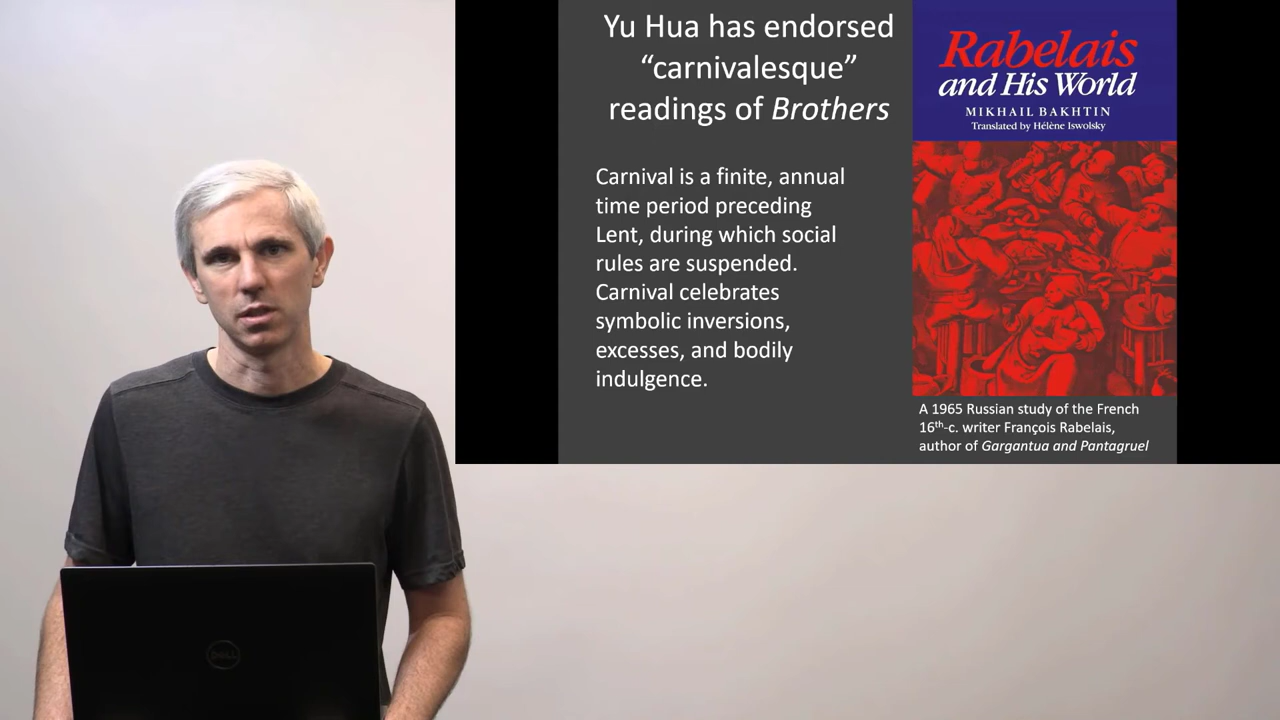 Yu Hua has endorsed
“carnivalesque”
readings of Brothers
Carnival is a finite, annual
time period preceding
Lent, during which social
rules are suspended.
Carnival celebrates
symbolic inversions,
excesses, and bodily
indulgence.
Rabelais
and His World
MIKHAIL BAKHTIN
Translated by Hélène Iswolsky
A 1965 Russian study of the French
16th-c. writer François Rabelais,
author of Gargantua and Pantagruel
DELL